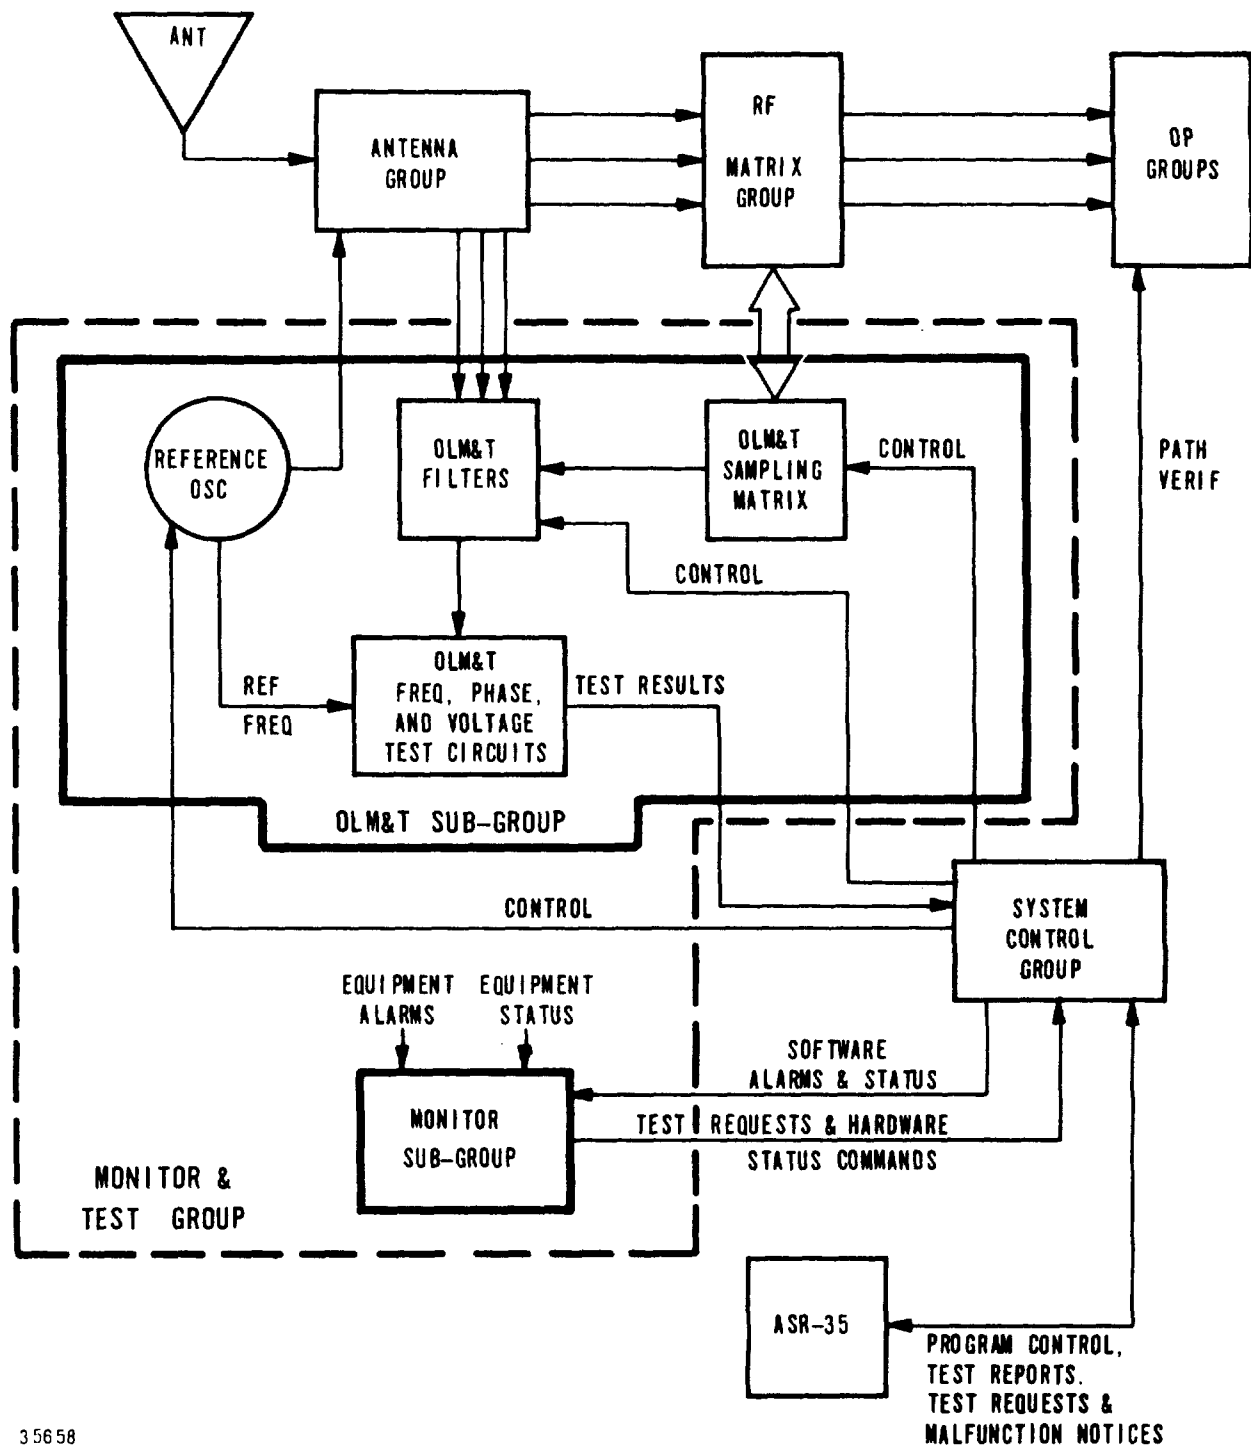 ANT
ANTENNA
GROUP
RF
MATRIX
GROUP
OP
GROUPS
REFERENCE
OSC
OLM&T
FILTERS
OLM&T
SAMPLING
MATRIX
CONTROL
PATH
VERIF
CONTROL
REF
FREQ
OLM&T
FREQ, PHASE,
AND VOLTAGE
TEST CIRCUITS
TEST RESULTS
OLM&T SUB-GROUP
CONTROL
SYSTEM
CONTROL
GROUP
EQUIPMENT
ALARMS
EQUIPMENT
STATUS
SOFTWARE
ALARMS & STATUS
MONITOR
SUB-GROUP
TEST REQUESTS & HARDWARE
STATUS COMMANDS
MONITOR &
TEST GROUP
ASR-35
PROGRAM CONTROL,
TEST REPORTS.
TEST REQUESTS &
MALFUNCTION NOTICES
35658